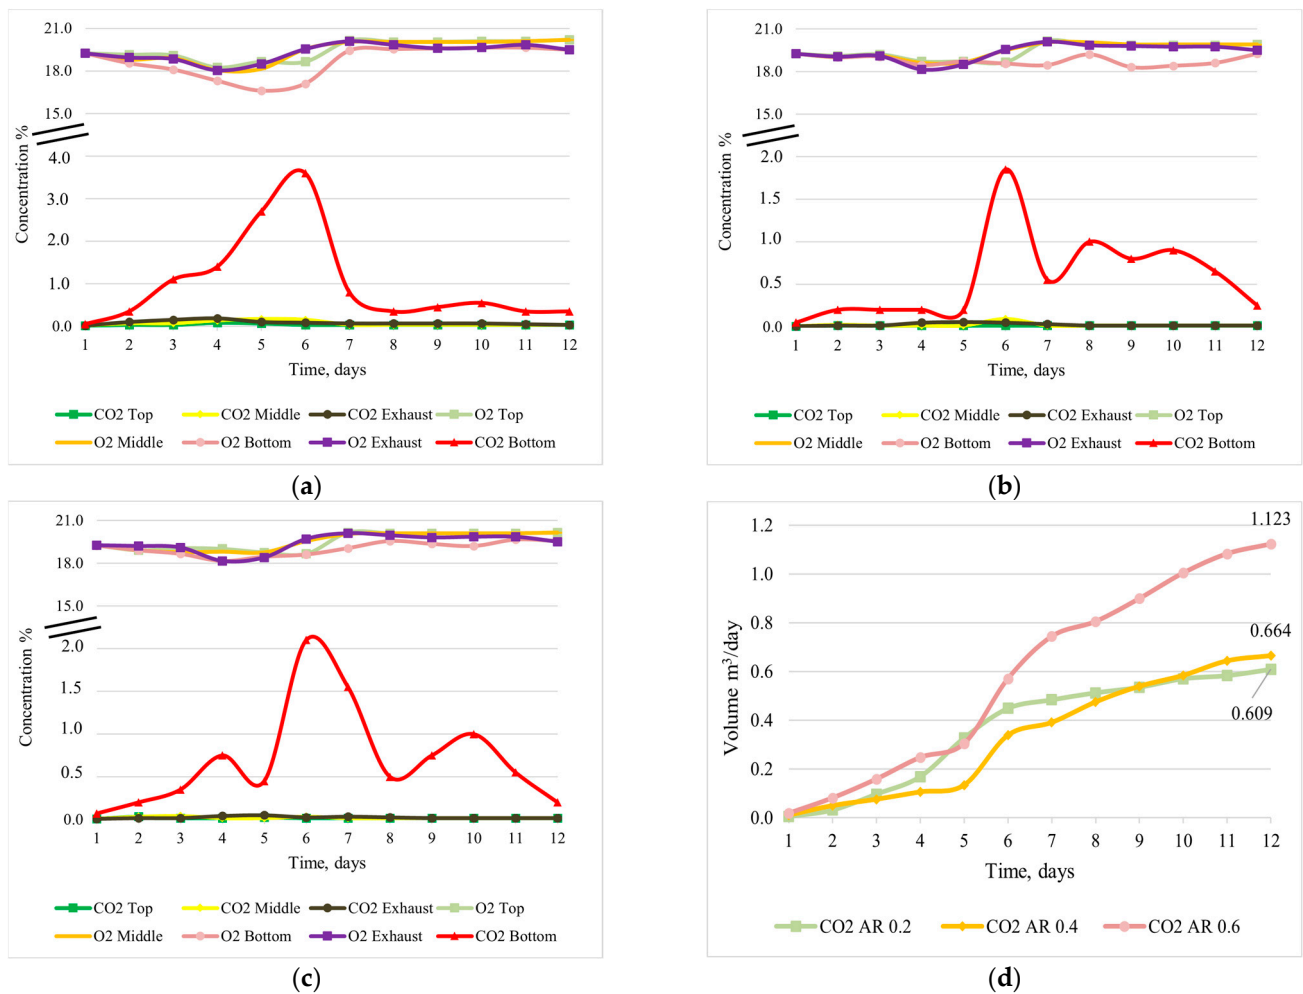 21.0
18.0
15.0
4.0
3.0
2.0
1.0
0.0
Concentration %
1 2 3 4 5 6 7 8 9 10 11 12
Time, days
CO2 Top CO2 Middle CO2 Exhaust O2 Top
O2 Middle O2 Bottom O2 Exhaust CO2 Bottom
(a)
21.0
18.0
15.0
2.0
1.5
1.0
0.5
0.0
Concentration %
1 2 3 4 5 6 7 8 9 10 11 12
Time, days
CO2 Top CO2 Middle CO2 Exhaust O2 Top
O2 Middle O2 Bottom O2 Exhaust CO2 Bottom
(b)
21.0
18.0
15.0
2.0
1.5
1.0
0.5
0.0
Concentration %
1 2 3 4 5 6 7 8 9 10 11 12
Time, days
CO2 Top CO2 Middle CO2 Exhaust O2 Top
O2 Middle O2 Bottom O2 Exhaust CO2 Bottom
(c)
1.2
1.0
0.8
0.6
0.4
0.2
0.0
Volume m³/day
1.123
0.664
0.609
1 2 3 4 5 6 7 8 9 10 11 12
Time, days
CO2 AR 0.2 CO2 AR 0.4 CO2 AR 0.6
(d)